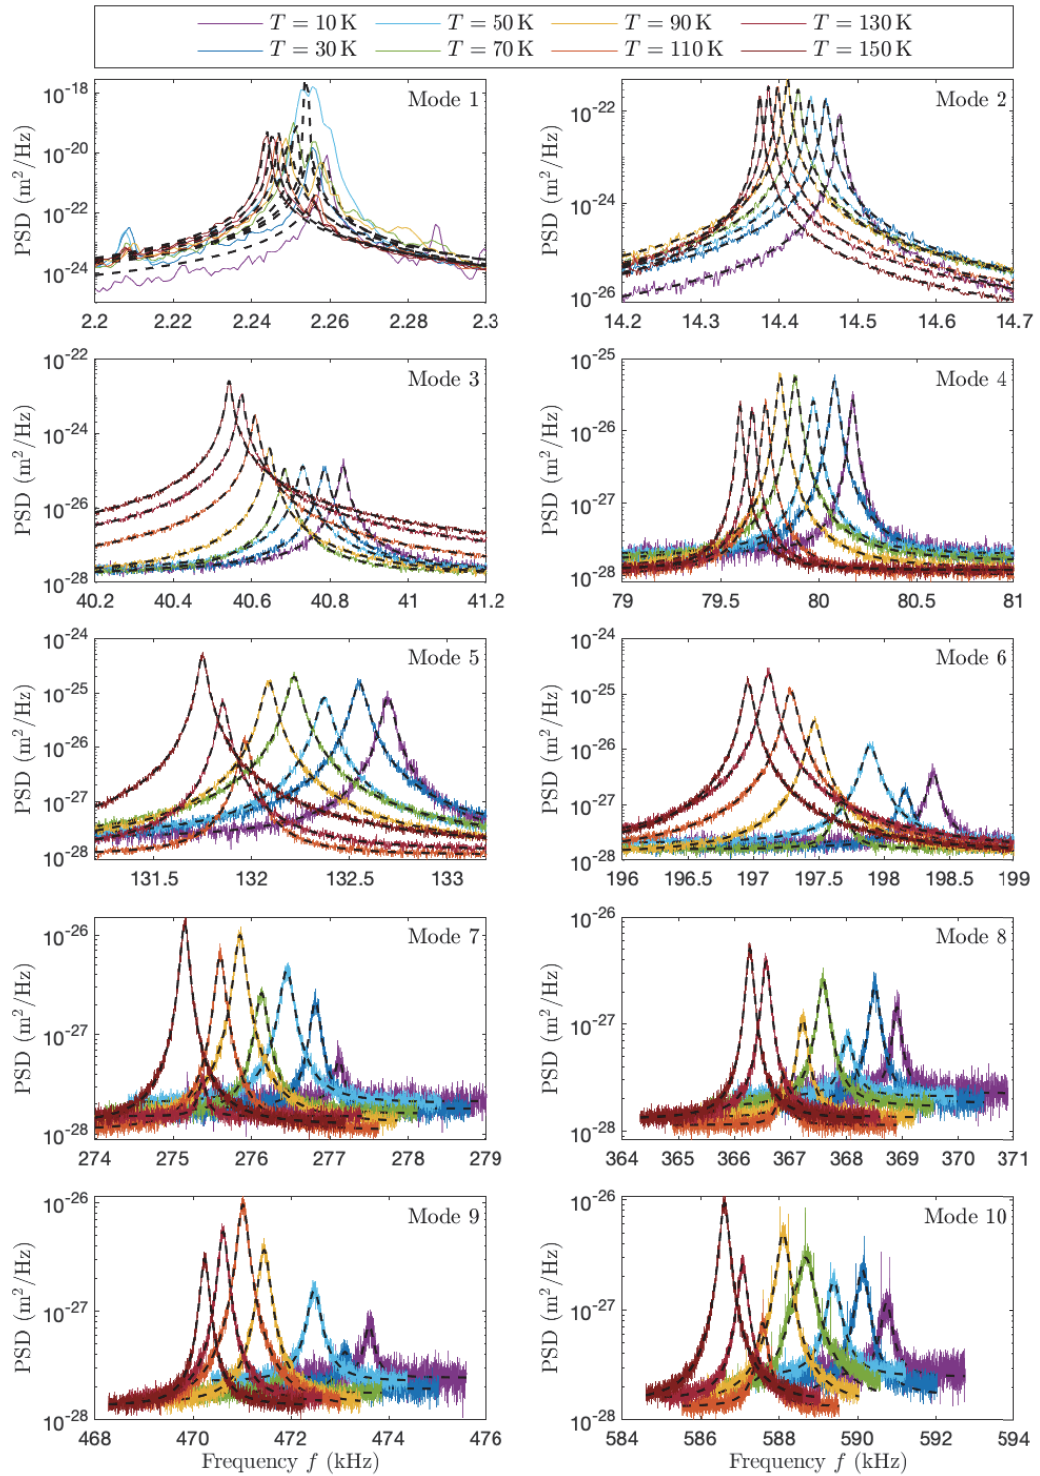 T = 10 K T = 50 K T = 90 K T = 130 K
T = 30 K T = 70 K T = 110 K T = 150 K
Mode 1
PSD (m²/Hz)
10⁻¹⁸
10⁻²⁰
10⁻²²
10⁻²⁴
2.2 2.22 2.24 2.26 2.28 2.3
Mode 2
PSD (m²/Hz)
10⁻²²
10⁻²⁴
10⁻²⁶
14.2 14.3 14.4 14.5 14.6 14.7
Mode 3
PSD (m²/Hz)
10⁻²²
10⁻²⁴
10⁻²⁶
10⁻²⁸
40.2 40.4 40.6 40.8 41 41.2
Mode 4
PSD (m²/Hz)
10⁻²⁵
10⁻²⁶
10⁻²⁷
10⁻²⁸
79 79.5 80 80.5 81
Mode 5
PSD (m²/Hz)
10⁻²⁴
10⁻²⁵
10⁻²⁶
10⁻²⁷
10⁻²⁸
131.5 132 132.5 133
Mode 6
PSD (m²/Hz)
10⁻²⁴
10⁻²⁵
10⁻²⁶
10⁻²⁷
10⁻²⁸
196 196.5 197 197.5 198 198.5 199
Mode 7
PSD (m²/Hz)
10⁻²⁶
10⁻²⁷
10⁻²⁸
274 275 276 277 278 279
Mode 8
PSD (m²/Hz)
10⁻²⁶
10⁻²⁷
10⁻²⁸
364 365 366 367 368 369 370 371
Mode 9
PSD (m²/Hz)
10⁻²⁶
10⁻²⁷
10⁻²⁸
468 470 472 474 476
Frequency f (kHz)
Mode 10
PSD (m²/Hz)
10⁻²⁶
10⁻²⁷
10⁻²⁸
584 586 588 590 592 594
Frequency f (kHz)